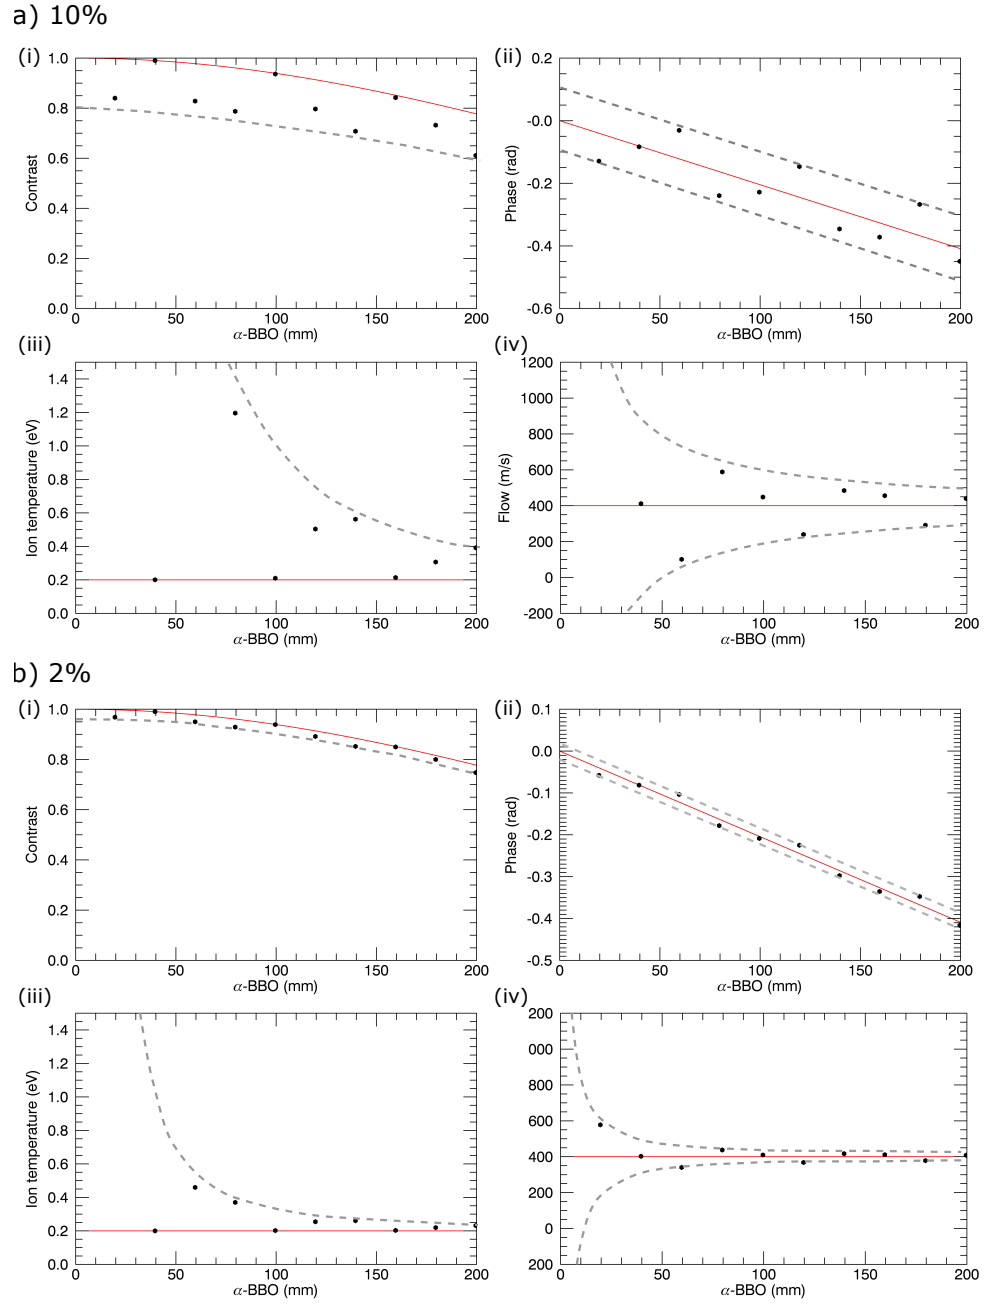 a) 10%
(i)
1.0
0.8
0.6
0.4
0.2
0.0
Contrast
0 50 100 150 200
α-BBO (mm)
(ii)
0.2
-0.0
-0.2
-0.4
-0.6
Phase (rad)
0 50 100 150 200
α-BBO (mm)
(iii)
1.4
1.2
1.0
0.8
0.6
0.4
0.2
0.0
Ion temperature (eV)
0 50 100 150 200
α-BBO (mm)
(iv)
1200
1000
800
600
400
200
0
-200
Flow (m/s)
0 50 100 150 200
α-BBO (mm)
b) 2%
(i)
1.0
0.8
0.6
0.4
0.2
0.0
Contrast
0 50 100 150 200
α-BBO (mm)
(ii)
0.1
0.0
-0.1
-0.2
-0.3
-0.4
-0.5
Phase (rad)
0 50 100 150 200
α-BBO (mm)
(iii)
1.4
1.2
1.0
0.8
0.6
0.4
0.2
0.0
Ion temperature (eV)
0 50 100 150 200
α-BBO (mm)
(iv)
200
000
800
600
400
200
0
200
0 50 100 150 200
α-BBO (mm)